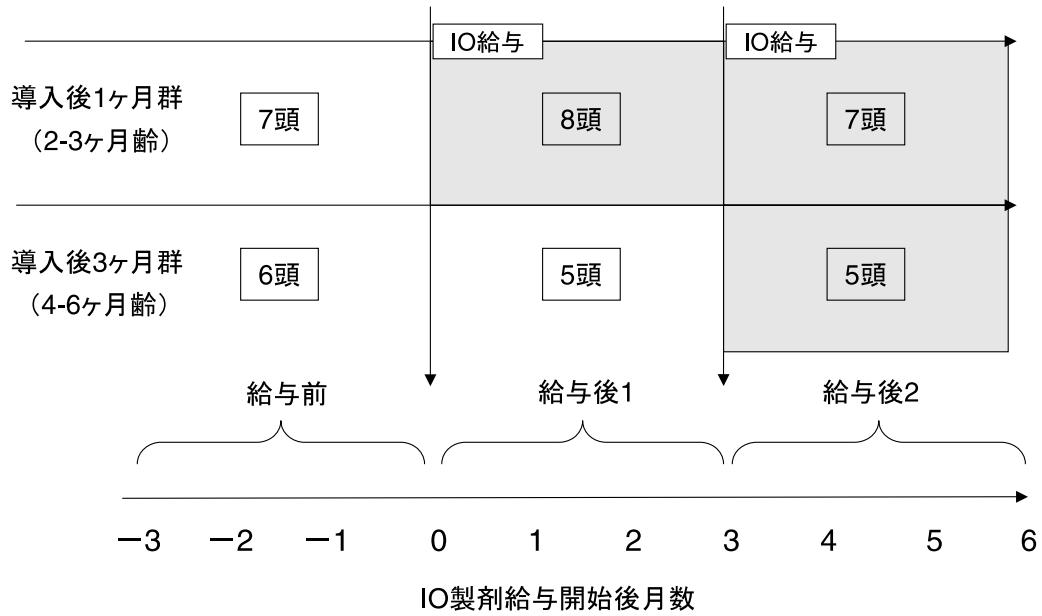 IO給与 IO給与
導入後1ヶ月群
（2-3ヶ月齢）
7頭 8頭 7頭
導入後3ヶ月群
（4-6ヶ月齢）
6頭 5頭 5頭
給与前 給与後1 給与後2
－3 －2 －1 0 1 2 3 4 5 6
IO製剤給与開始後月数